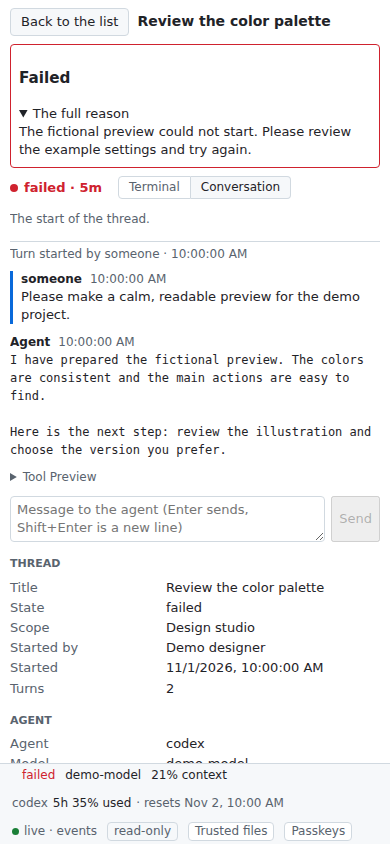 Back to the list Review the color palette
Failed
▼ The full reason
The fictional preview could not start. Please review
the example settings and try again.
failed · 5m Terminal Conversation
The start of the thread.
Turn started by someone · 10:00:00 AM
someone 10:00:00 AM
Please make a calm, readable preview for the demo
project.
Agent 10:00:00 AM
I have prepared the fictional preview. The colors
are consistent and the main actions are easy to
find.
Here is the next step: review the illustration and
choose the version you prefer.
▶ Tool Preview
Message to the agent (Enter sends,
Shift+Enter is a new line)
Send
THREAD
Title Review the color palette
State failed
Scope Design studio
Started by Demo designer
Started 11/1/2026, 10:00:00 AM
Turns 2
AGENT
Agent codex
Model demo-model
failed demo-model 21% context
codex 5h 35% used · resets Nov 2, 10:00 AM
live · events read-only Trusted files Passkeys